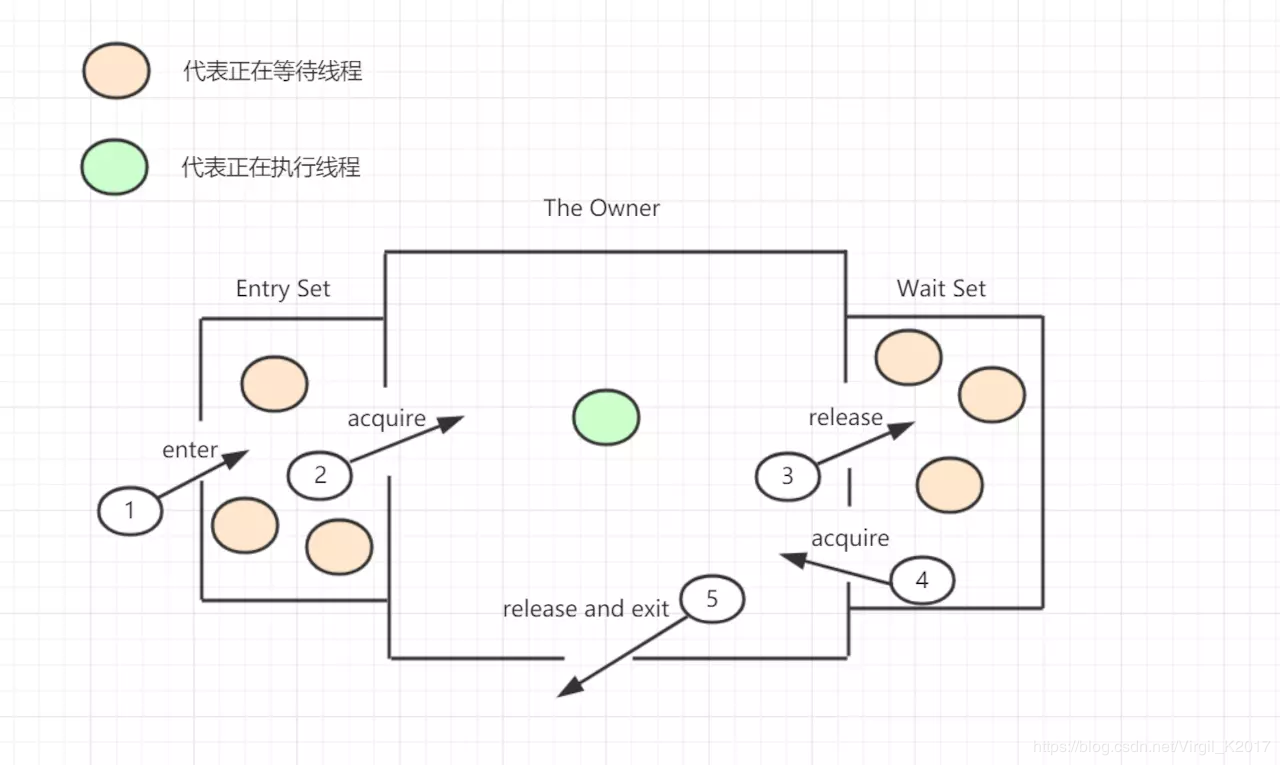 代表正在等待线程
代表正在执行线程
The Owner
Entry Set
Wait Set
acquire
release
enter
2
3
1
acquire
4
release and exit
5
https://blog.csdn.net/Virgil_K2017